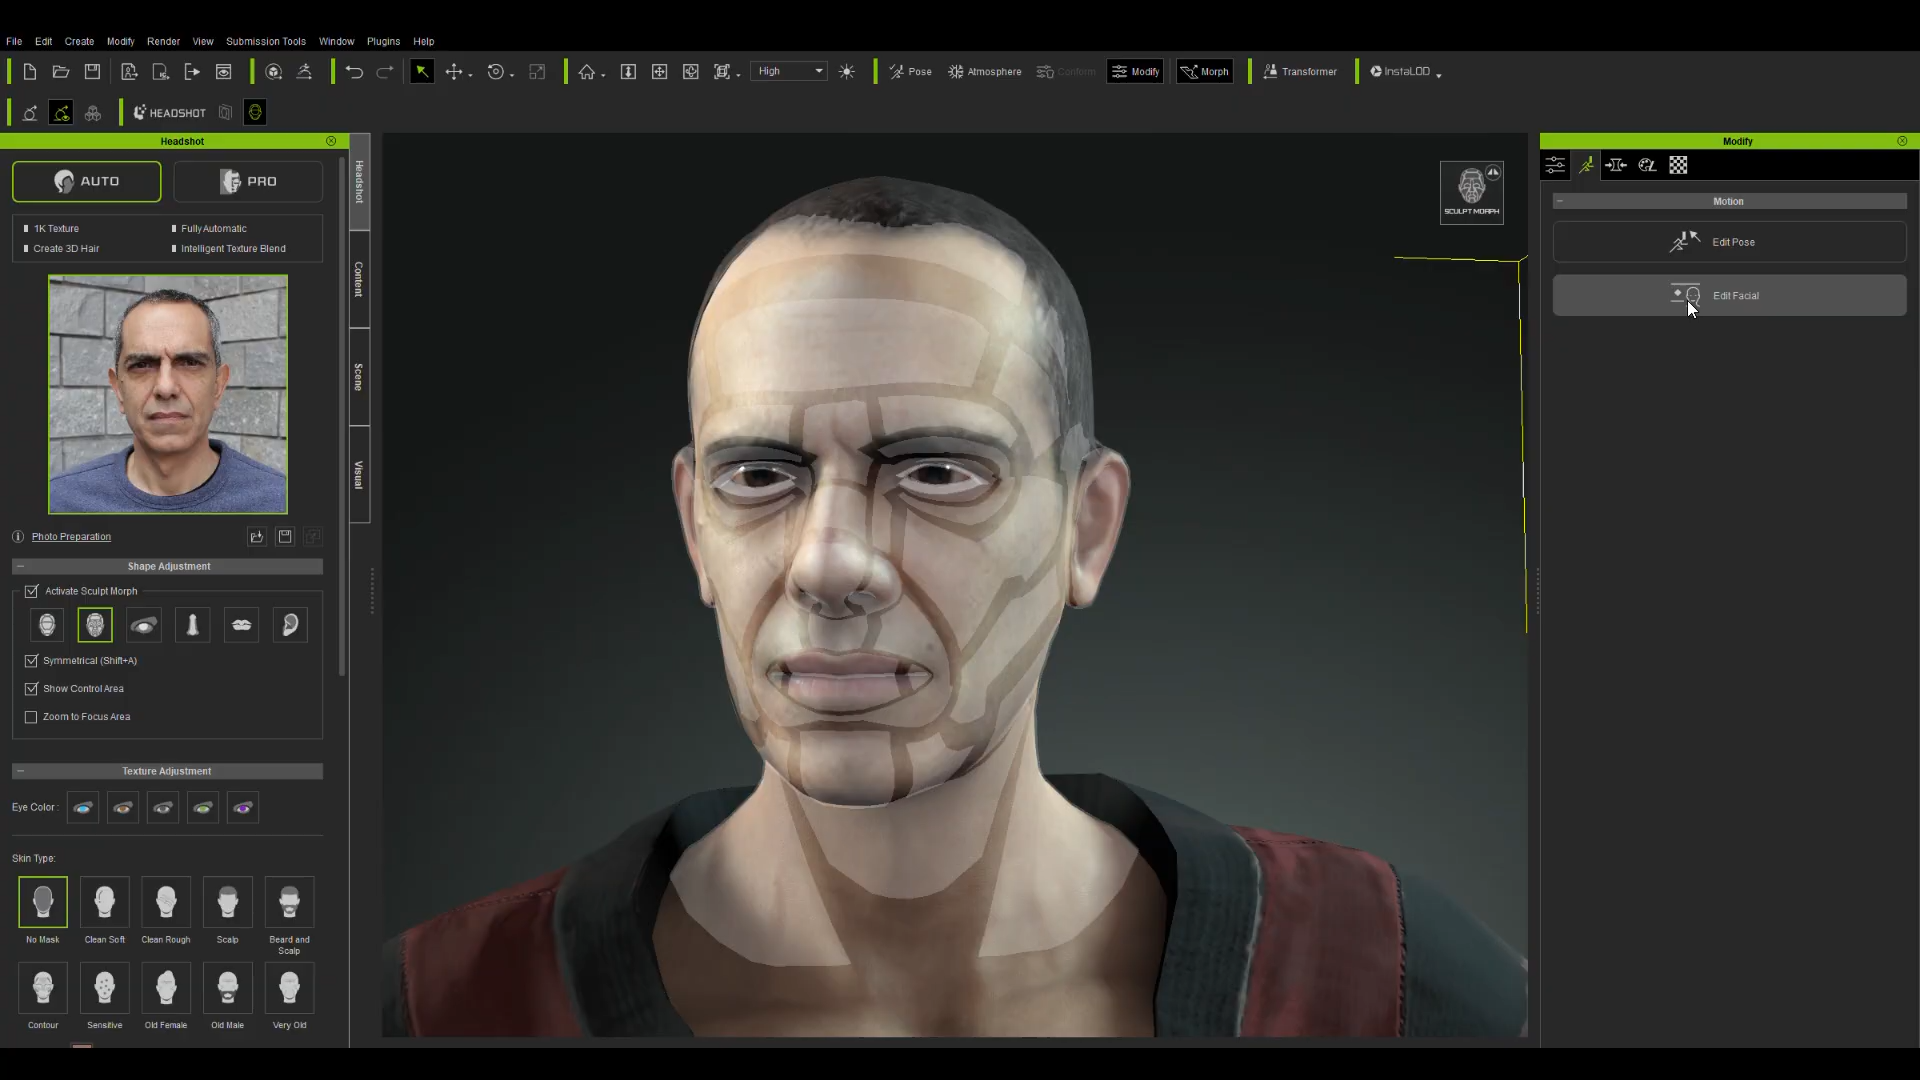 File Edit Create Modify Render View Submission Tools Window Plugins Help
High Pose Atmosphere Conform Modify Morph Transformer InstaLOD
HEADSHOT
Headshot
AUTO PRO
1K Texture Fully Automatic
Create 3D Hair Intelligent Texture Blend
Photo Preparation
Shape Adjustment
Activate Sculpt Morph
Symmetrical (Shift+A)
Show Control Area
Zoom to Focus Area
Texture Adjustment
Eye Color :
Skin Type:
No Mask Clean Soft Clean Rough Scalp Beard and
Scalp
Contour Sensitive Old Female Old Male Very Old
Headshot
Content
Scene
Visual
SCULPT MORPH
Modify
Motion
Edit Pose
Edit Facial